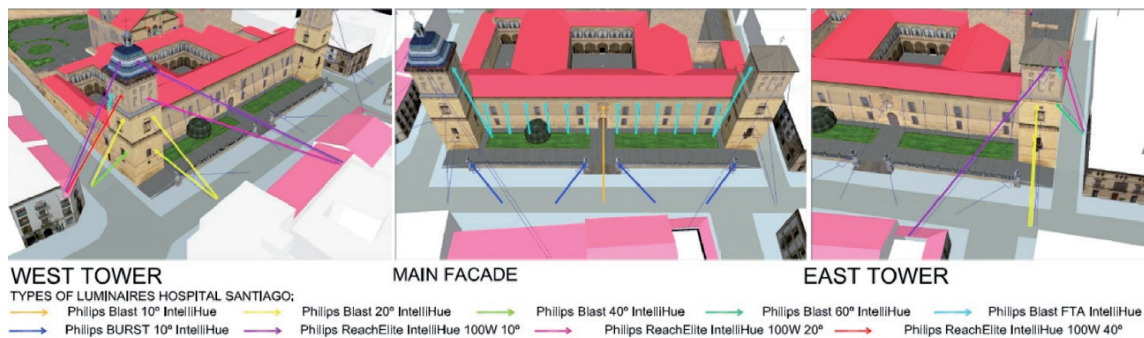 WEST TOWER MAIN FACADE EAST TOWER
TYPES OF LUMINAIRES HOSPITAL SANTIAGO;
Philips Blast 10º IntelliHue Philips Blast 20º IntelliHue Philips Blast 40º IntelliHue Philips Blast 60º IntelliHue Philips Blast FTA IntelliHue
Philips BURST 10º IntelliHue Philips ReachElite IntelliHue 100W 10º Philips ReachElite IntelliHue 100W 20º Philips ReachElite IntelliHue 100W 40º